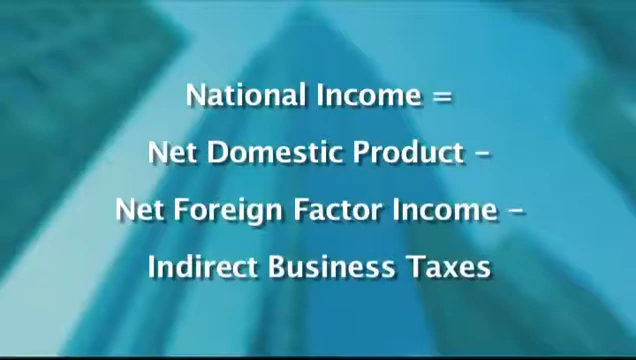 National Income =
Net Domestic Product -
Net Foreign Factor Income -
Indirect Business Taxes